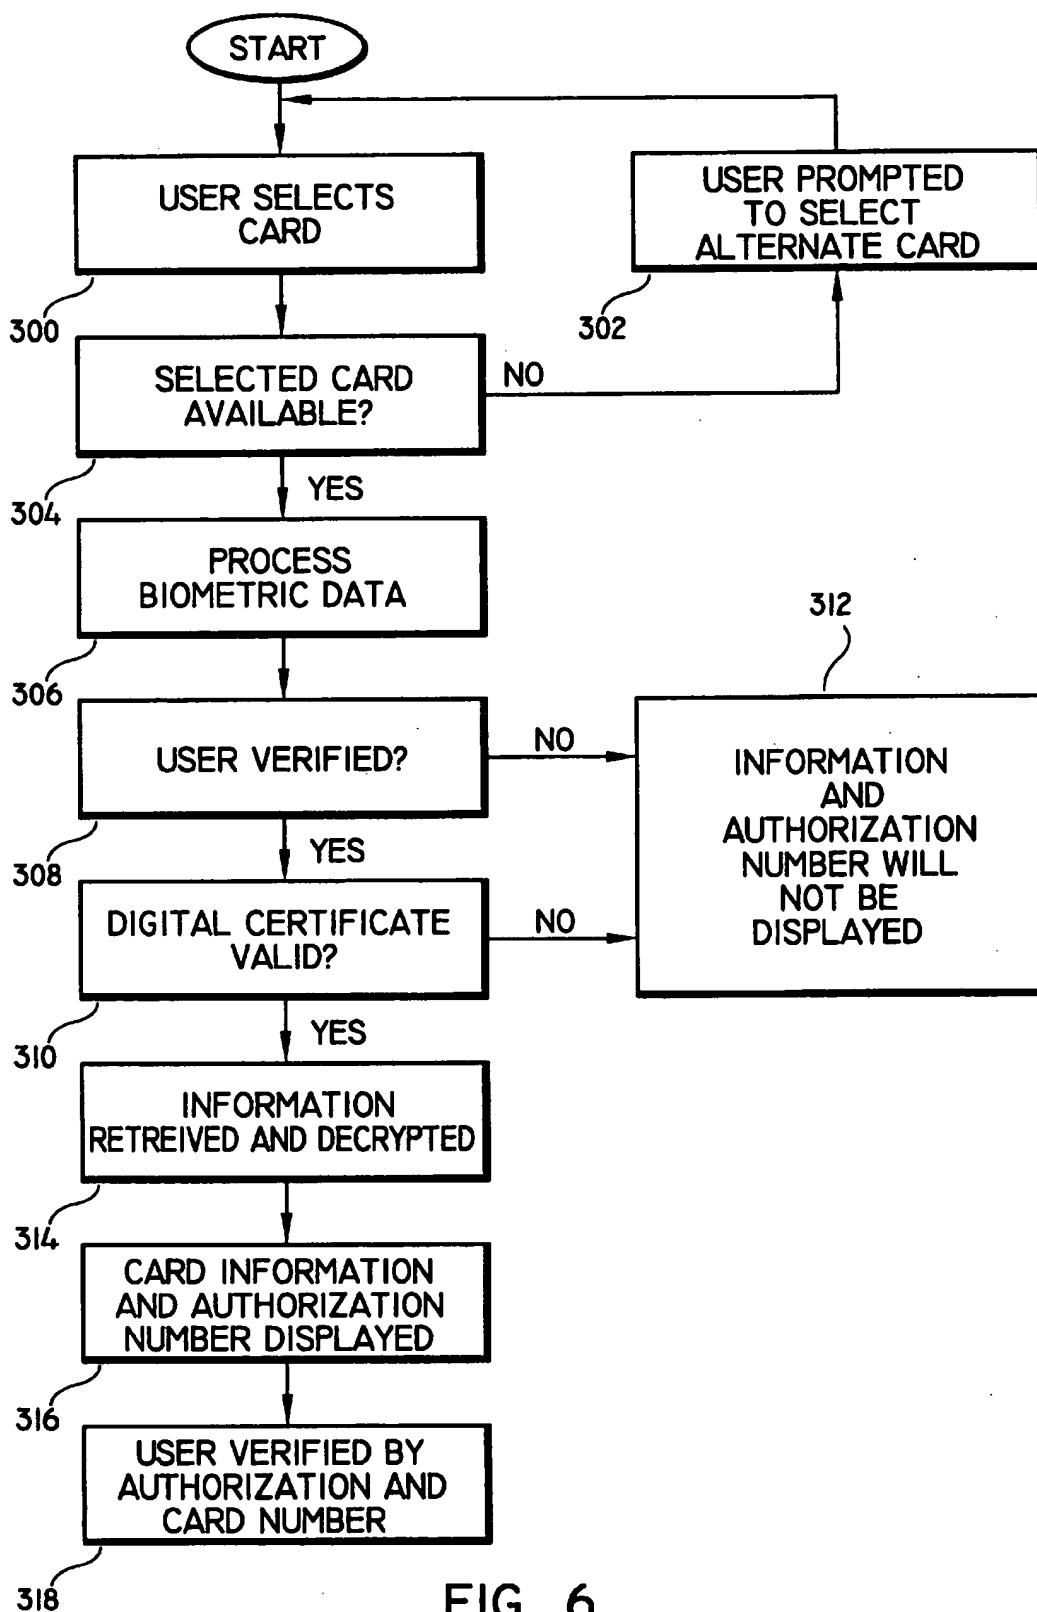 START
USER SELECTS
CARD
300
USER PROMPTED
TO SELECT
ALTERNATE CARD
302
SELECTED CARD
AVAILABLE?
NO
304
YES
PROCESS
BIOMETRIC DATA
306
USER VERIFIED?
NO
308
YES
312
INFORMATION
AND
AUTHORIZATION
NUMBER WILL
NOT BE
DISPLAYED
DIGITAL CERTIFICATE
VALID?
NO
310
YES
INFORMATION
RETREIVED AND DECRYPTED
314
CARD INFORMATION
AND AUTHORIZATION
NUMBER DISPLAYED
316
USER VERIFIED BY
AUTHORIZATION AND
CARD NUMBER
318
FIG. 6